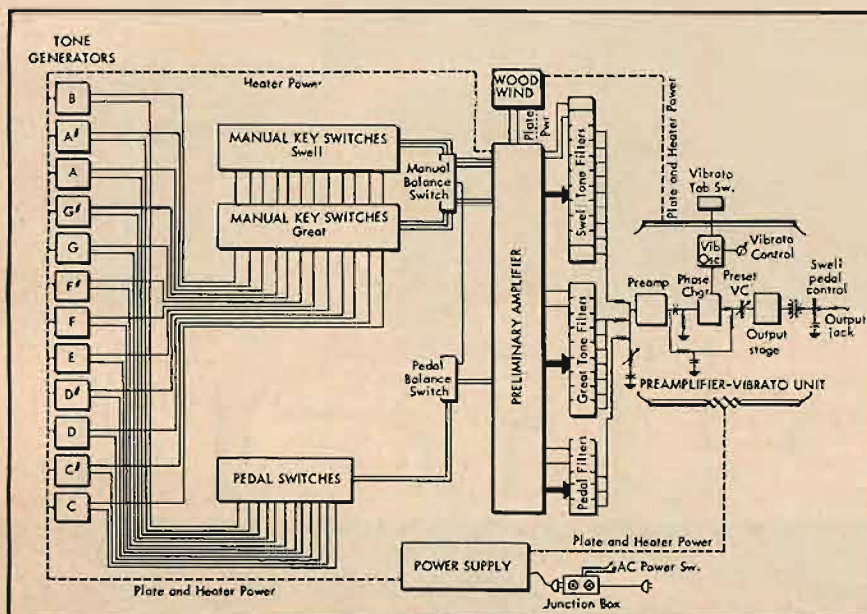 TONE
GENERATORS
B
A♯
A
G♯
G
F♯
F
E
D♯
D
C♯
C
Heater Power
MANUAL KEY SWITCHES
Swell
MANUAL KEY SWITCHES
Great
Manual
Balance
Switch
WOOD
WIND
Plate
Pwr
PRELIMINARY AMPLIFIER
Swell Tone Filters
Great Tone Filters
Pedal Filters
Plate and Heater Power
Vibrato
Tab Sw.
Vib
Osc
Vibrato
Control
Preamp
Phase
Chgr
Preset
VC
Swell
pedal
control
Output
stage
Output
jack
PREAMPLIFIER-VIBRATO UNIT
Pedal
Balance
Switch
PEDAL SWITCHES
Plate and Heater Power
POWER SUPPLY
Plate and Heater Power
AC Power Sw.
Junction Box